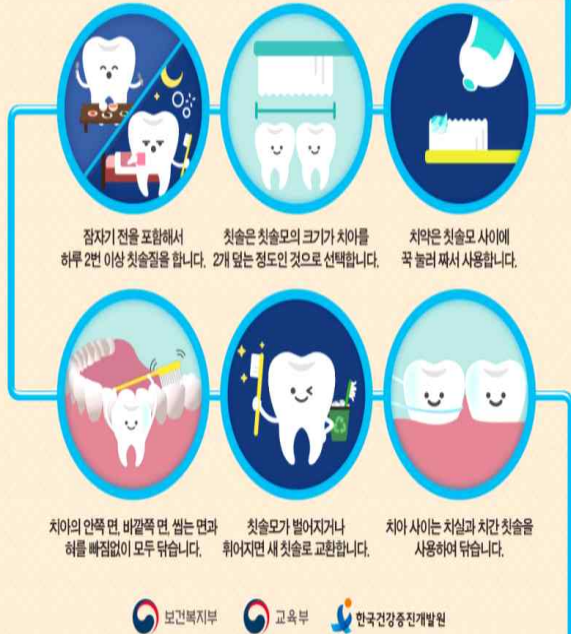 잠자기 전을 포함해서
하루 2번 이상 칫솔질을 합니다.
칫솔은 칫솔모의 크기가 치아를
2개 덮는 정도인 것으로 선택합니다.
치약은 칫솔모 사이에
꾹 눌러 짜서 사용합니다.
치아의 안쪽 면, 바깥쪽 면, 씹는 면과
혀를 빠짐없이 모두 닦습니다.
칫솔모가 벌어지거나
휘어지면 새 칫솔로 교환합니다.
치아 사이는 치실과 치간 칫솔을
사용하여 닦습니다.
보건복지부
교육부
한국건강증진개발원